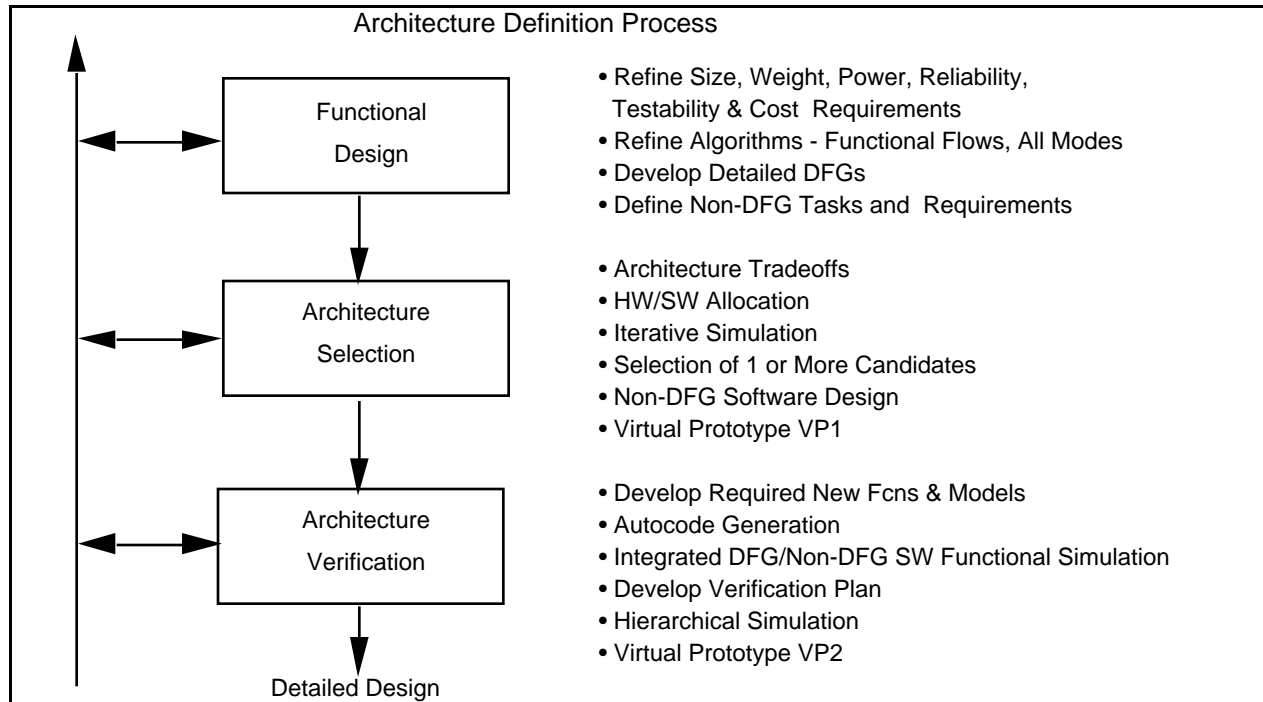 Architecture Definition Process
Functional
Design
• Refine Size, Weight, Power, Reliability,
Testability & Cost Requirements
• Refine Algorithms - Functional Flows, All Modes
• Develop Detailed DFGs
• Define Non-DFG Tasks and Requirements
Architecture
Selection
• Architecture Tradeoffs
• HW/SW Allocation
• Iterative Simulation
• Selection of 1 or More Candidates
• Non-DFG Software Design
• Virtual Prototype VP1
Architecture
Verification
• Develop Required New Fcns & Models
• Autocode Generation
• Integrated DFG/Non-DFG SW Functional Simulation
• Develop Verification Plan
• Hierarchical Simulation
• Virtual Prototype VP2
Detailed Design